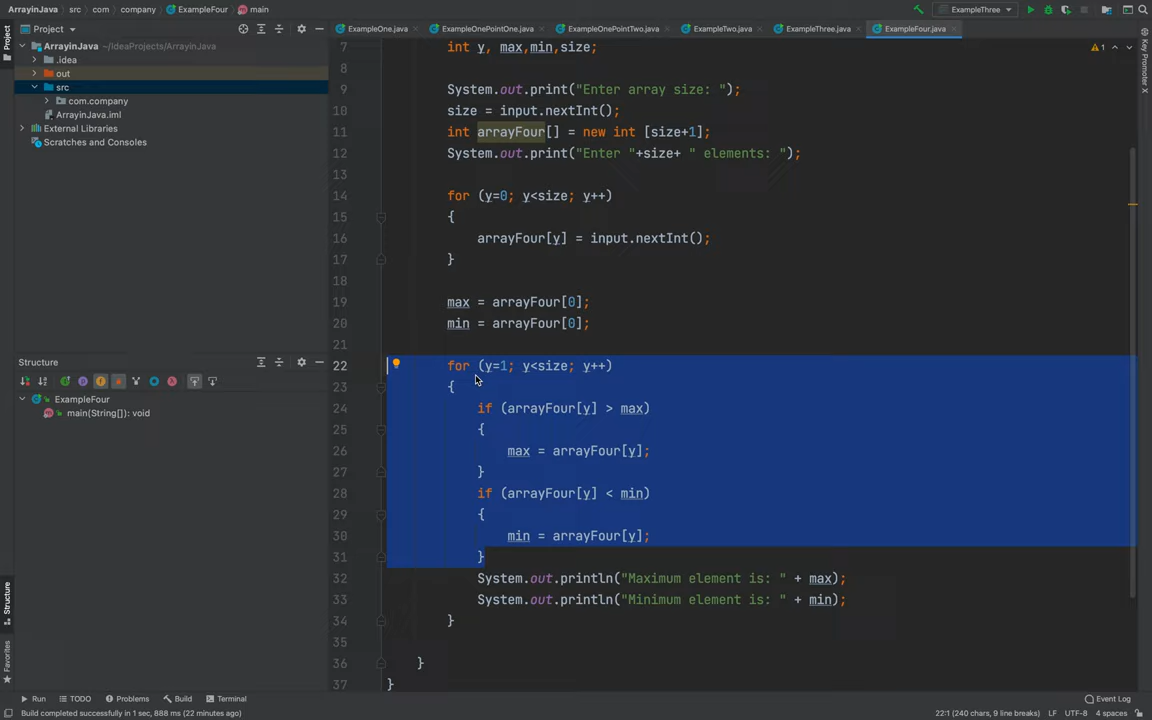 ArrayinJava
src
com
company
ExampleFour
main
ExampleThree
Project
ExampleOne.java
ExampleOnePointOne.java
ExampleOnePointTwo.java
ExampleTwo.java
ExampleThree.java
ExampleFour.java
ArrayinJava ~/IdeaProjects/ArrayinJava
.idea
out
src
com.company
ArrayinJava.iml
External Libraries
Scratches and Consoles
Structure
ExampleFour
main(String[]): void
7 int y, max,min,size;
8
9 System.out.print("Enter array size: ");
10 size = input.nextInt();
11 int arrayFour[] = new int [size+1];
12 System.out.print("Enter "+size+ " elements: ");
13
14 for (y=0; y<size; y++)
15 {
16 arrayFour[y] = input.nextInt();
17 }
18
19 max = arrayFour[0];
20 min = arrayFour[0];
21
22 for (y=1; y<size; y++)
23 {
24 if (arrayFour[y] > max)
25 {
26 max = arrayFour[y];
27 }
28 if (arrayFour[y] < min)
29 {
30 min = arrayFour[y];
31 }
32 System.out.println("Maximum element is: " + max);
33 System.out.println("Minimum element is: " + min);
34 }
35
36 }
37 }
1
Project
Structure
Favorites
Key Promoter X
Run
TODO
Problems
Build
Terminal
Event Log
Build completed successfully in 1 sec, 888 ms (22 minutes ago)
22:1 (240 chars, 9 line breaks)
LF
UTF-8
4 spaces